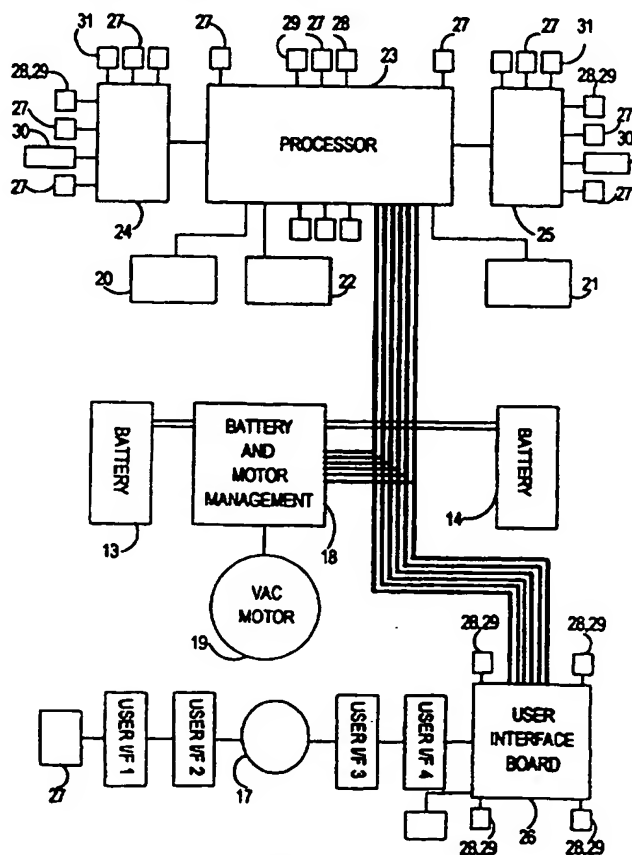 31 27 27 29 27 28 23 27 27 31
28,29
27
30
27
PROCESSOR
28,29
27
30
27
24
25
20
22
21
BATTERY
13
BATTERY
AND
MOTOR
MANAGEMENT
18
BATTERY
14
VAC
MOTOR
19
28,29 28,29
27
USER I/F 1
USER I/F 2
17
USER I/F 3
USER I/F 4
USER
INTERFACE
BOARD
26
28,29 28,29